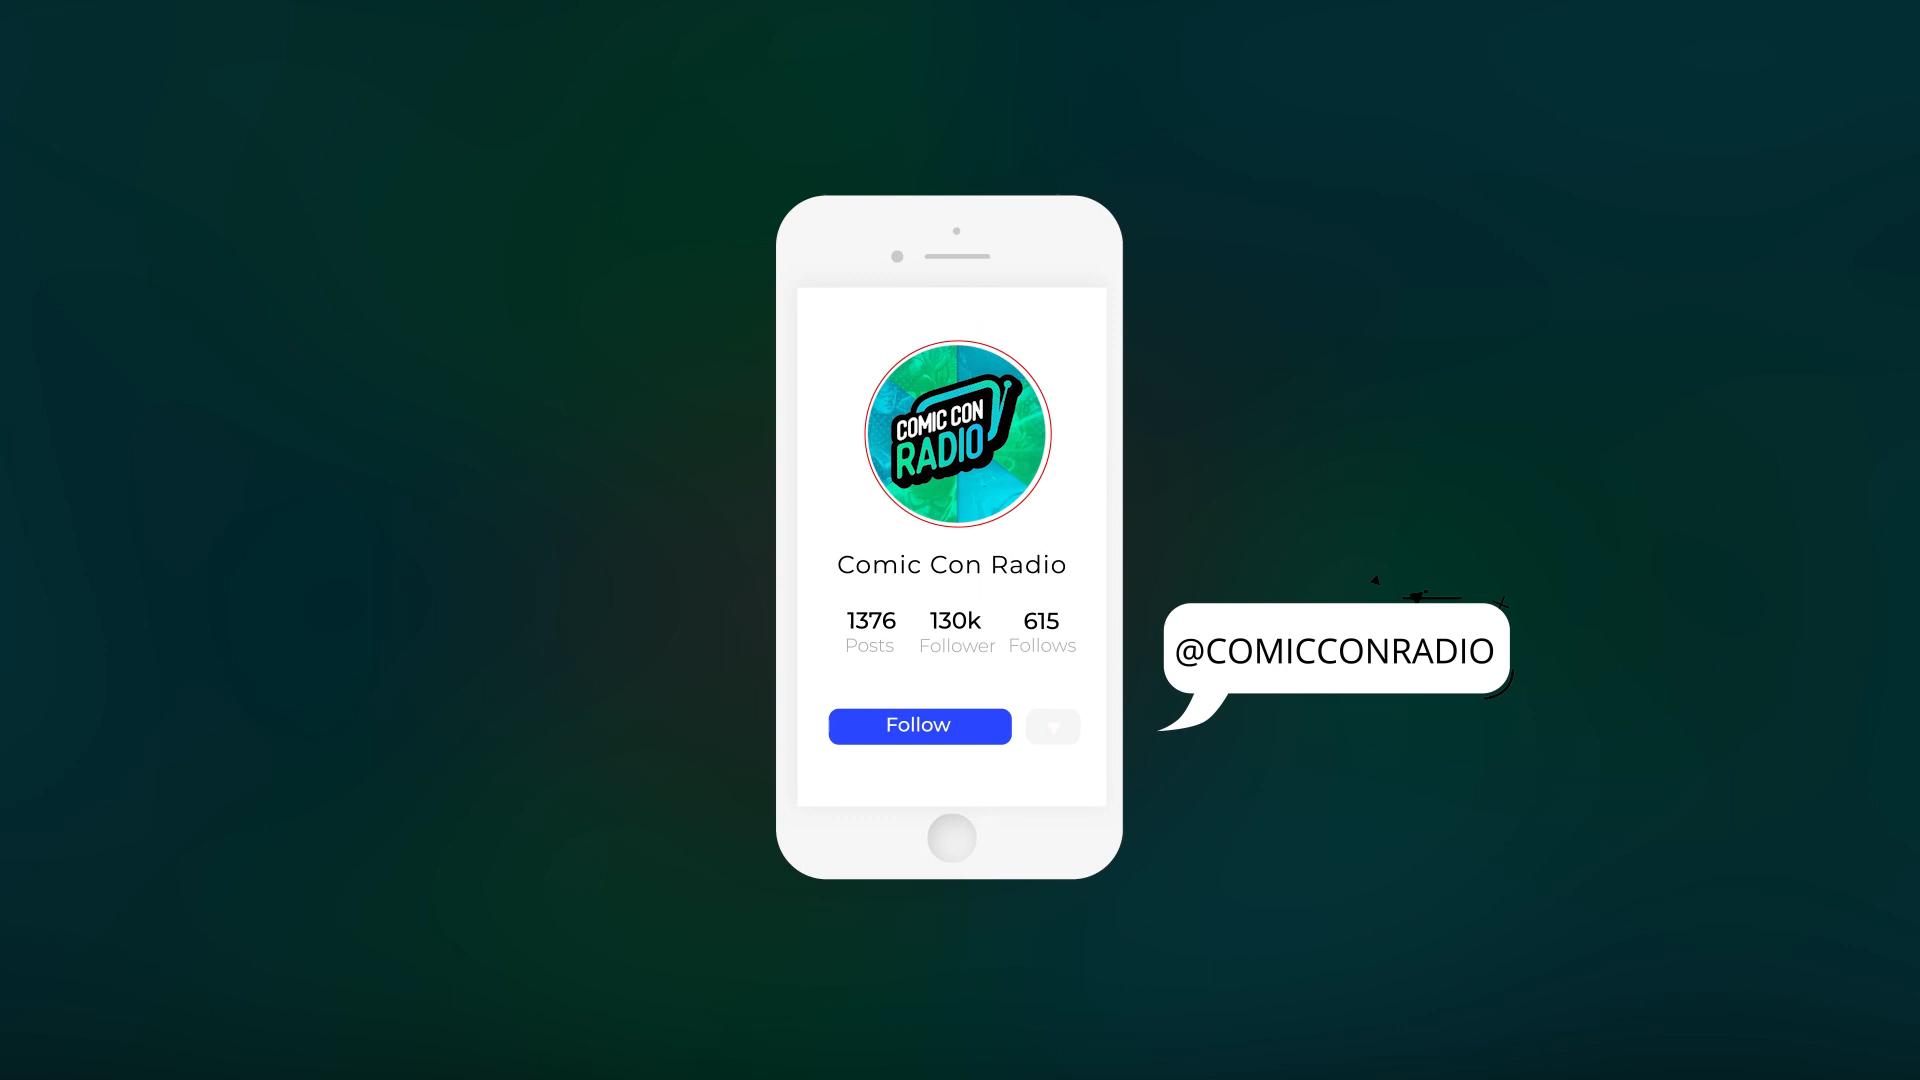 COMIC CON
RADIO
Comic Con Radio
1376 130k 615
Posts Follower Follows
@COMICCONRADIO
Follow